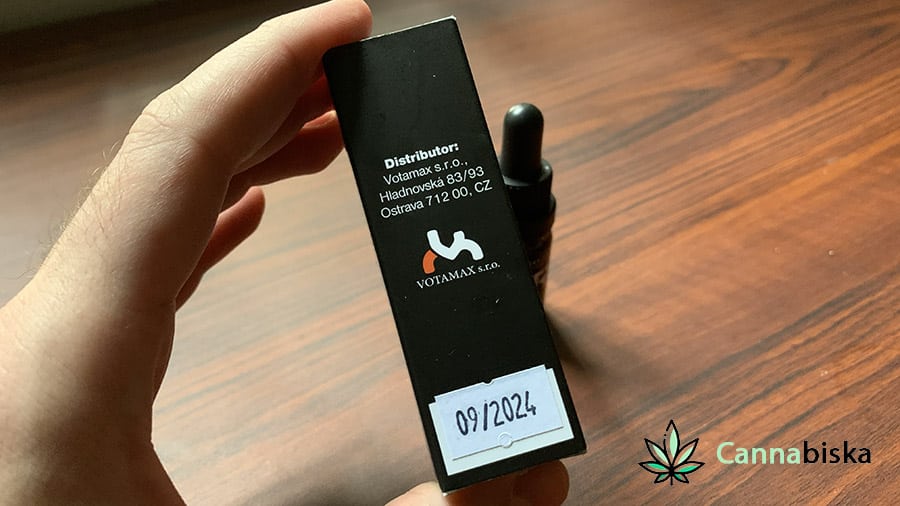 Distributor:
Votamax s.r.o.,
Hladnovská 83/93
Ostrava 712 00, CZ
VOTAMAX s.r.o.
09/2024
Cannabiska